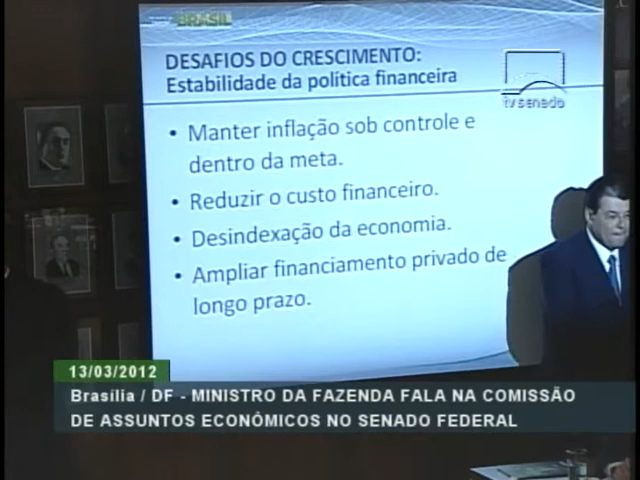 BRASIL
DESAFIOS DO CRESCIMENTO:
Estabilidade da política financeira
tv senado
• Manter inflação sob controle e
dentro da meta.
• Reduzir o custo financeiro.
• Desindexação da economia.
• Ampliar financiamento privado de
longo prazo.
13/03/2012
Brasília / DF - MINISTRO DA FAZENDA FALA NA COMISSÃO
DE ASSUNTOS ECONÔMICOS NO SENADO FEDERAL